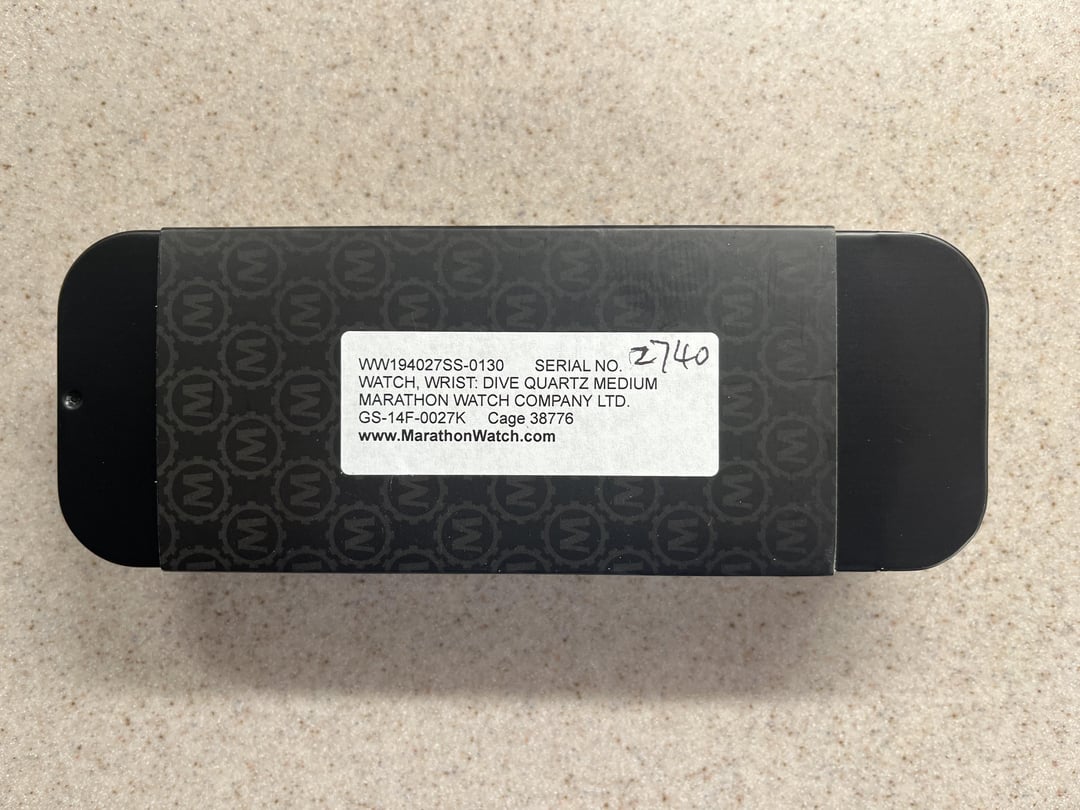 WW194027SS-0130 SERIAL NO. 2740
WATCH, WRIST: DIVE QUARTZ MEDIUM
MARATHON WATCH COMPANY LTD.
GS-14F-0027K Cage 38776
www.MarathonWatch.com